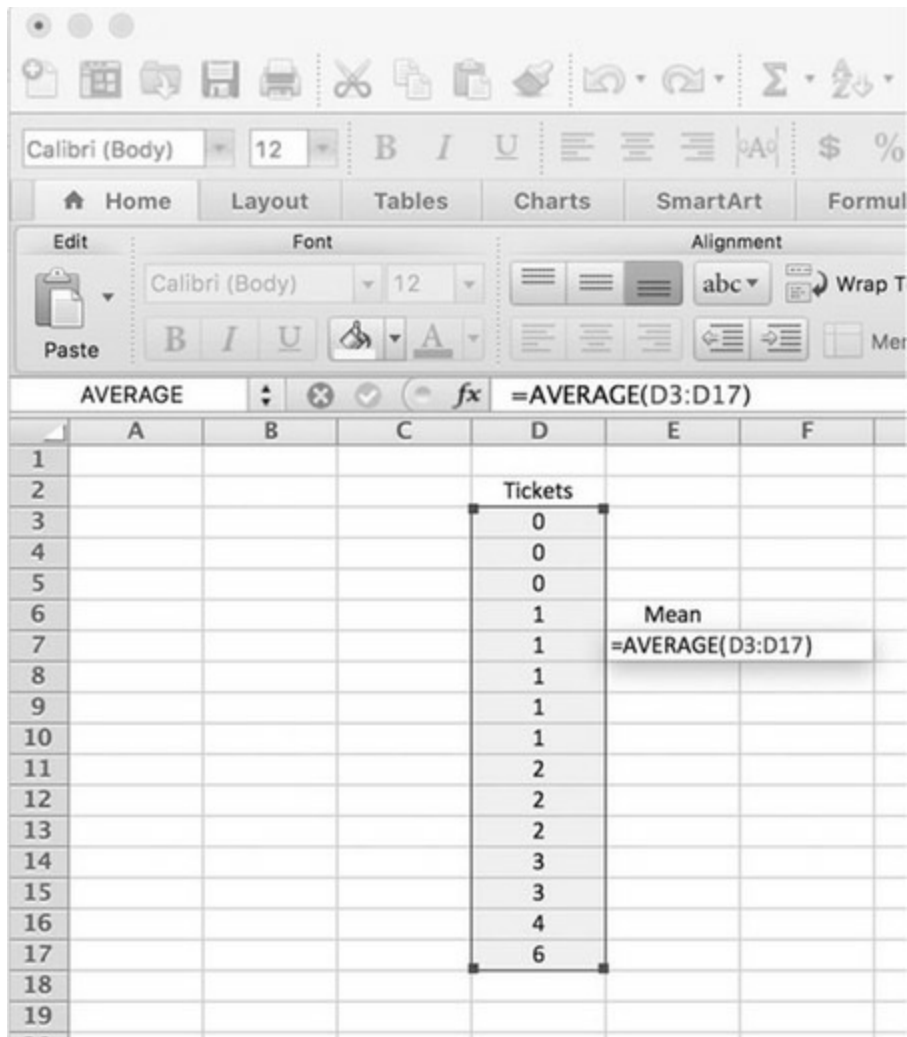 Calibri (Body) 12 B I U A $ %
Home Layout Tables Charts SmartArt Formul
Edit Font Alignment
Calibri (Body) 12 abc Wrap T
Paste B I U A Mer
AVERAGE fx =AVERAGE(D3:D17)
A B C D E F
1
2 Tickets
3 0
4 0
5 0
6 1 Mean
7 1 =AVERAGE(D3:D17)
8 1
9 1
10 1
11 2
12 2
13 2
14 3
15 3
16 4
17 6
18
19